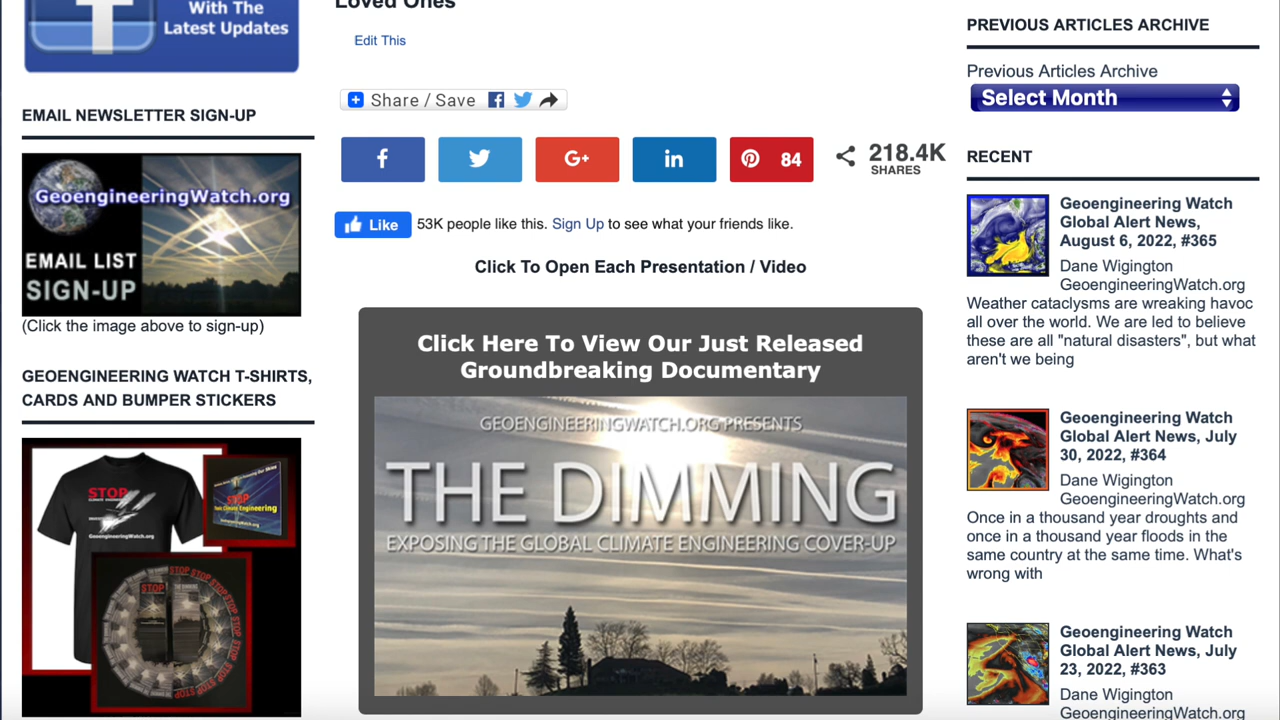 With The
Latest Updates
EMAIL NEWSLETTER SIGN-UP
GeoengineeringWatch.org
EMAIL LIST
SIGN-UP
(Click the image above to sign-up)
GEOENGINEERING WATCH T-SHIRTS,
CARDS AND BUMPER STICKERS
STOP
CLIMATE ENGINEERING
GeoengineeringWatch.org
STOP
Loved Ones
Edit This
Share / Save
84
218.4K
SHARES
Like
53K people like this. Sign Up to see what your friends like.
Click To Open Each Presentation / Video
Click Here To View Our Just Released
Groundbreaking Documentary
GEOENGINEERINGWATCH.ORG PRESENTS
THE DIMMING
EXPOSING THE GLOBAL CLIMATE ENGINEERING COVER-UP
PREVIOUS ARTICLES ARCHIVE
Previous Articles Archive
Select Month
RECENT
Geoengineering Watch
Global Alert News,
August 6, 2022, #365
Dane Wigington
GeoengineeringWatch.org
Weather cataclysms are wreaking havoc
all over the world. We are led to believe
these are all "natural disasters", but what
aren't we being
Geoengineering Watch
Global Alert News, July
30, 2022, #364
Dane Wigington
GeoengineeringWatch.org
Once in a thousand year droughts and
once in a thousand year floods in the
same country at the same time. What's
wrong with
Geoengineering Watch
Global Alert News, July
23, 2022, #363
Dane Wigington
GeoengineeringWatch.org